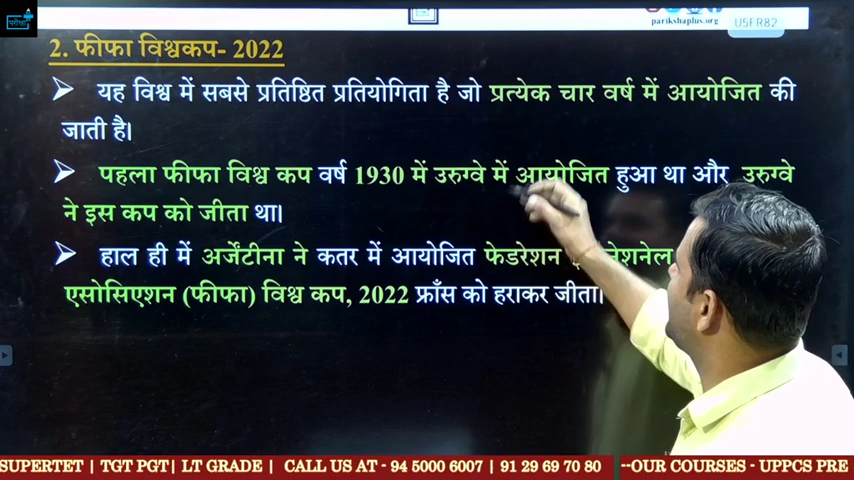 परीक्षा
parikshaplus.org
U5FR82
2. फीफा विश्वकप- 2022
➤ यह विश्व में सबसे प्रतिष्ठित प्रतियोगिता है जो प्रत्येक चार वर्ष में आयोजित की
जाती है।
➤ पहला फीफा विश्व कप वर्ष 1930 में उरुग्वे में आयोजित हुआ था और उरुग्वे
ने इस कप को जीता था।
➤ हाल ही में अर्जेंटीना ने कतर में आयोजित फेडरेशन
एसोसिएशन (फीफा) विश्व कप, 2022 फ्राँस को हराकर जीता।
SUPERTET | TGT PGT| LT GRADE | CALL US AT - 94 5000 6007 | 91 29 69 70 80 --OUR COURSES - UPPCS PRE